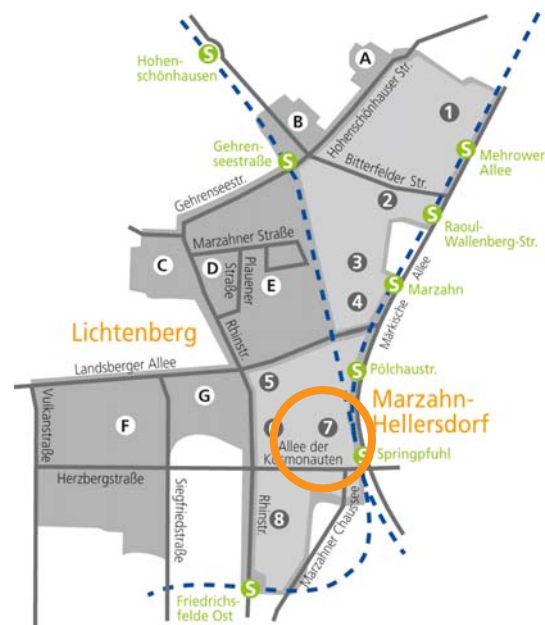 S
Hohen-
schönhausen
A
Hohenschönhauser Str.
1
B
S
Mehrower
Allee
Gehren-
seestraße
S
Bitterfelder Str.
Gehrenseestr.
2
S
Raoul-
Wallenberg-Str.
Marzahner Straße
C
D
Plauener
Straße
E
3
4
S
Marzahn
Märkische Allee
Lichtenberg
Rhinstr.
Landsberger Allee
S
Pölchaustr.
5
G
Marzahn-
Hellersdorf
Vulkanstraße
F
7
Allee der
Kosmonauten
S
Springpfuhl
Herzbergstraße
Siegfriedstraße
Rhinstr.
8
Marzahner Chaussee
S
Friedrichs-
felde Ost